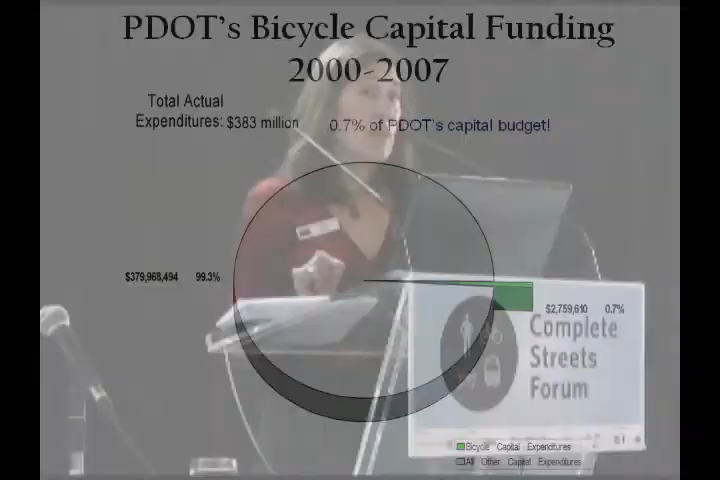 PDOT's Bicycle Capital Funding
2000-2007
Total Actual
Expenditures: $383 million
0.7% of PDOT's capital budget!
$379,968,494 99.3%
$2,759,610 0.7%
Complete
Streets
Forum
Bicycle Capital Expenditures
All Other Capital Expenditures